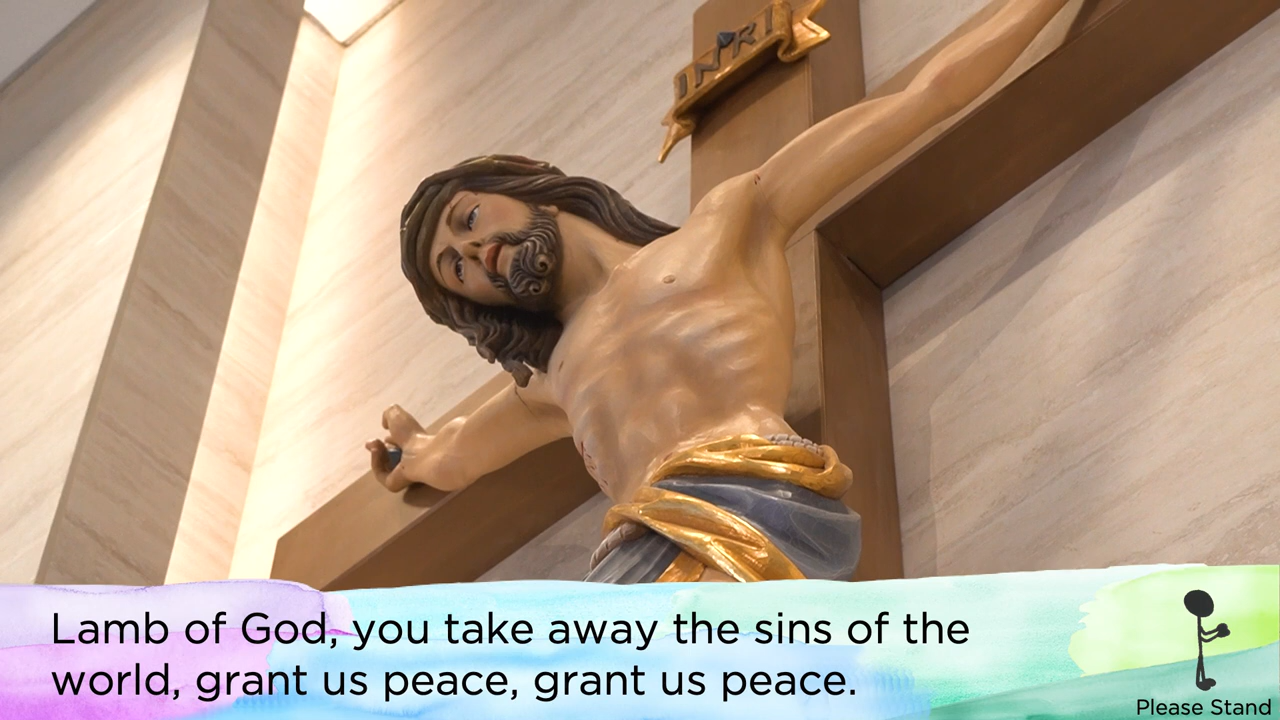 INRI
Lamb of God, you take away the sins of the
world, grant us peace, grant us peace.
Please Stand